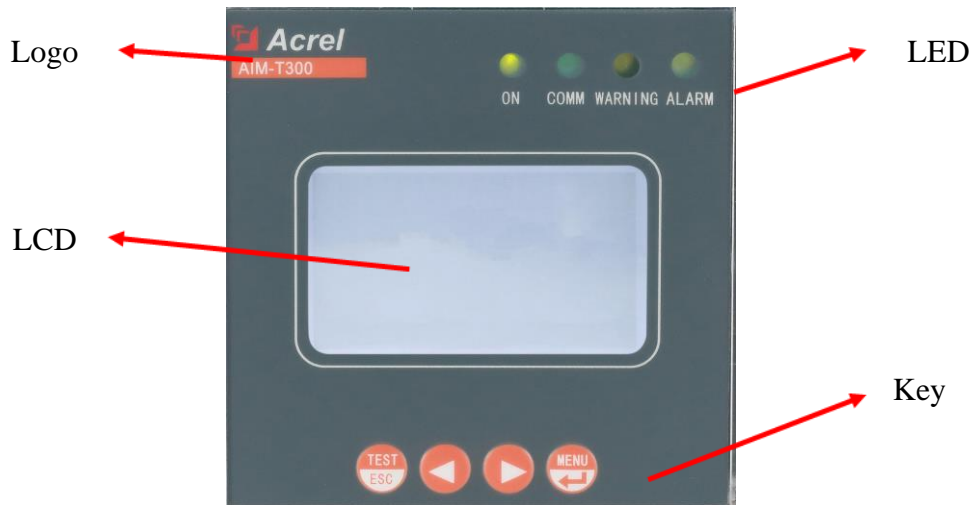 Logo
Acrel
AIM-T300
LED
ON COMM WARNING ALARM
LCD
Key
TEST
ESC
MENU